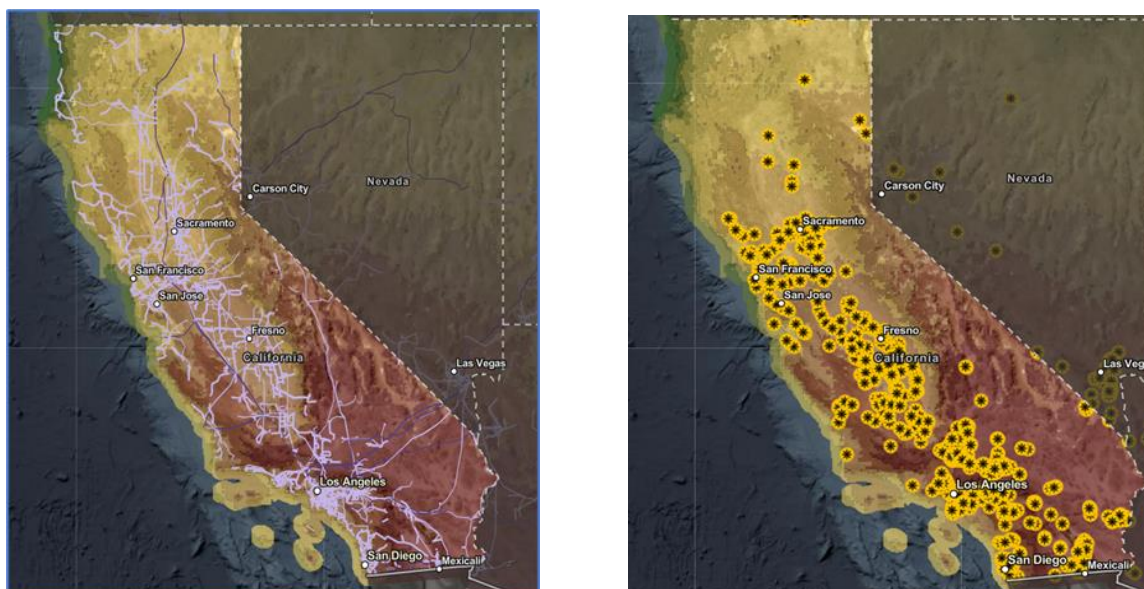 Carson City
Nevada
Sacramento
San Francisco
San Jose
Fresno
California
Las Vegas
Los Angeles
San Diego
Mexicali
Carson City
Nevada
Sacramento
San Francisco
San Jose
Fresno
California
Las Vegas
Los Angeles
San Diego
Mexicali